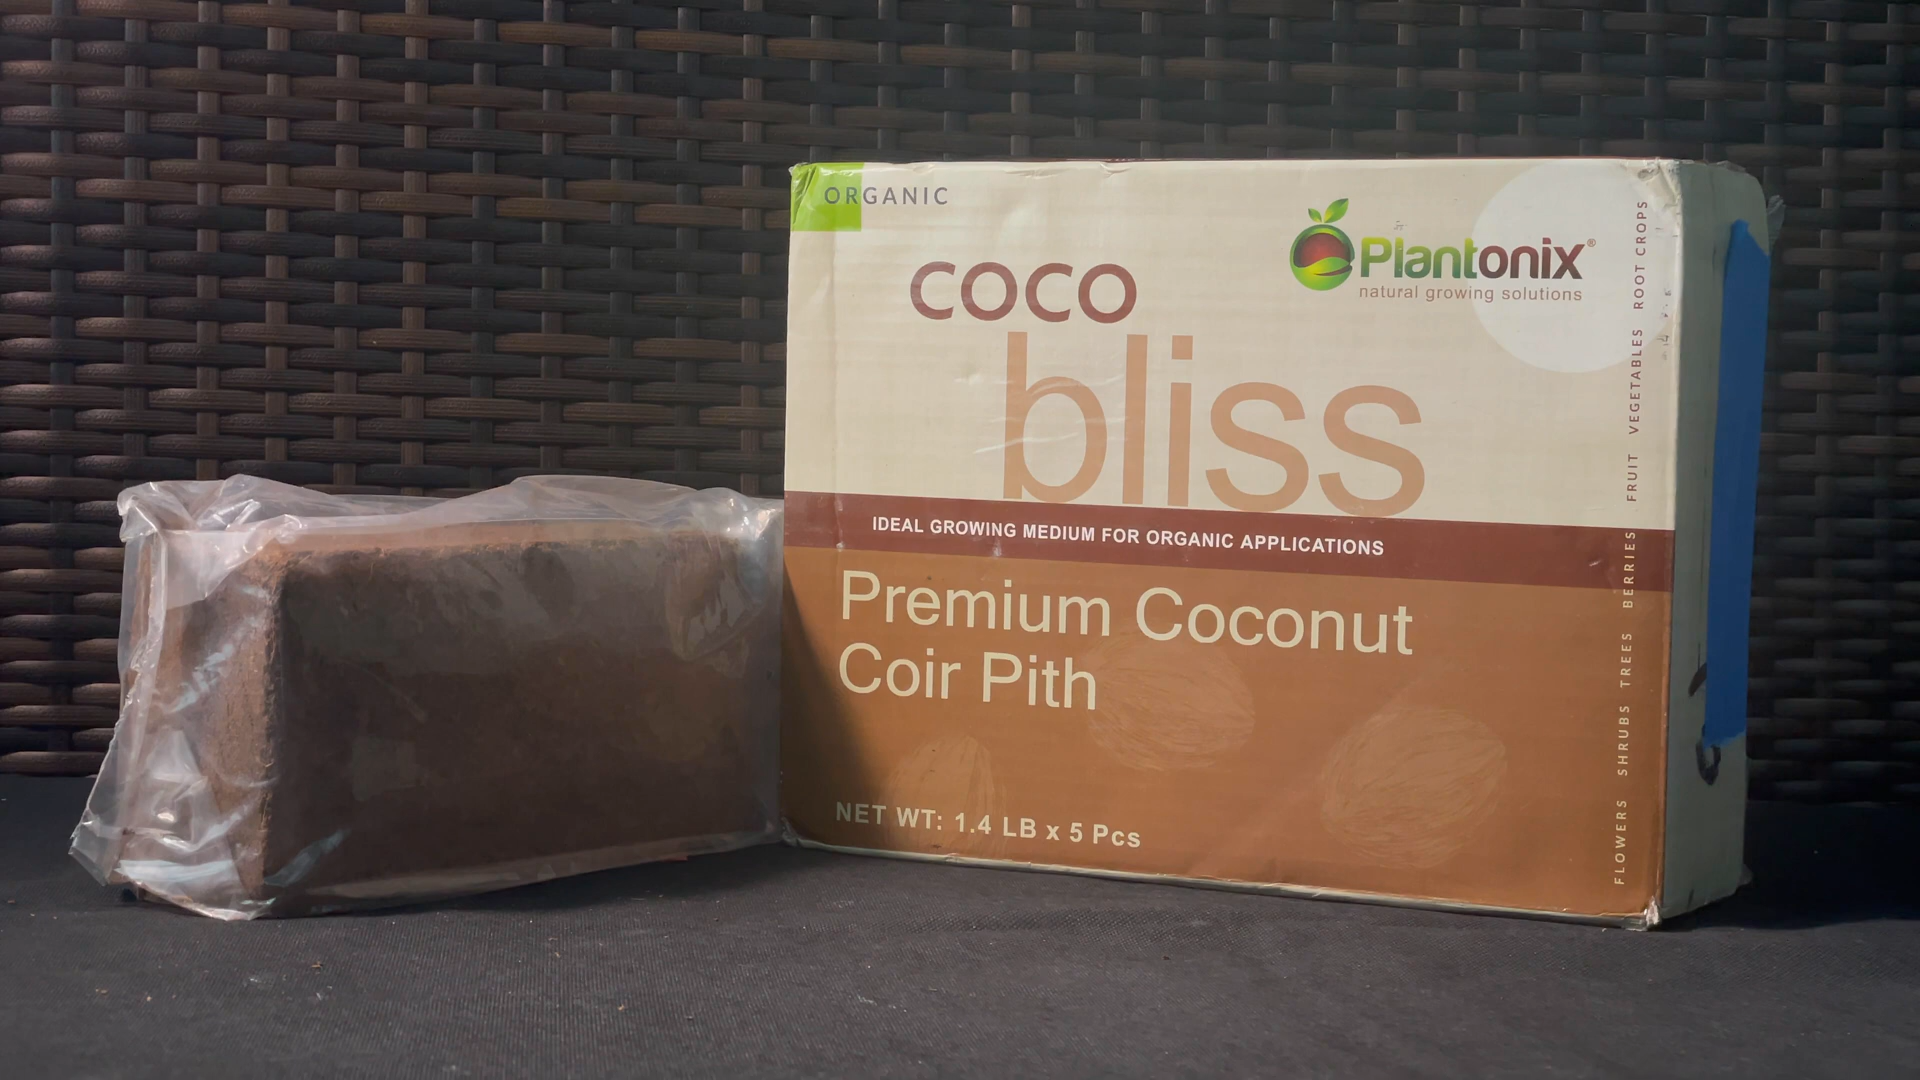 ORGANIC
Plantonix®
natural growing solutions
coco
bliss
IDEAL GROWING MEDIUM FOR ORGANIC APPLICATIONS
Premium Coconut
Coir Pith
NET WT: 1.4 LB x 5 Pcs
FLOWERS SHRUBS TREES BERRIES FRUIT VEGETABLES ROOT CROPS